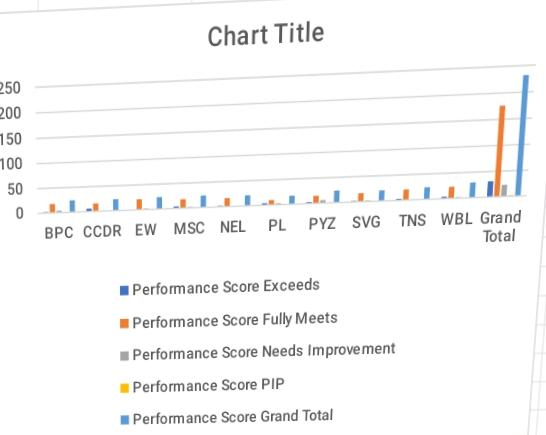 Chart Title
250
200
150
100
50
0
BPC CCDR EW MSC NEL PL PYZ SVG TNS WBL Grand Total
Performance Score Exceeds
Performance Score Fully Meets
Performance Score Needs Improvement
Performance Score PIP
Performance Score Grand Total